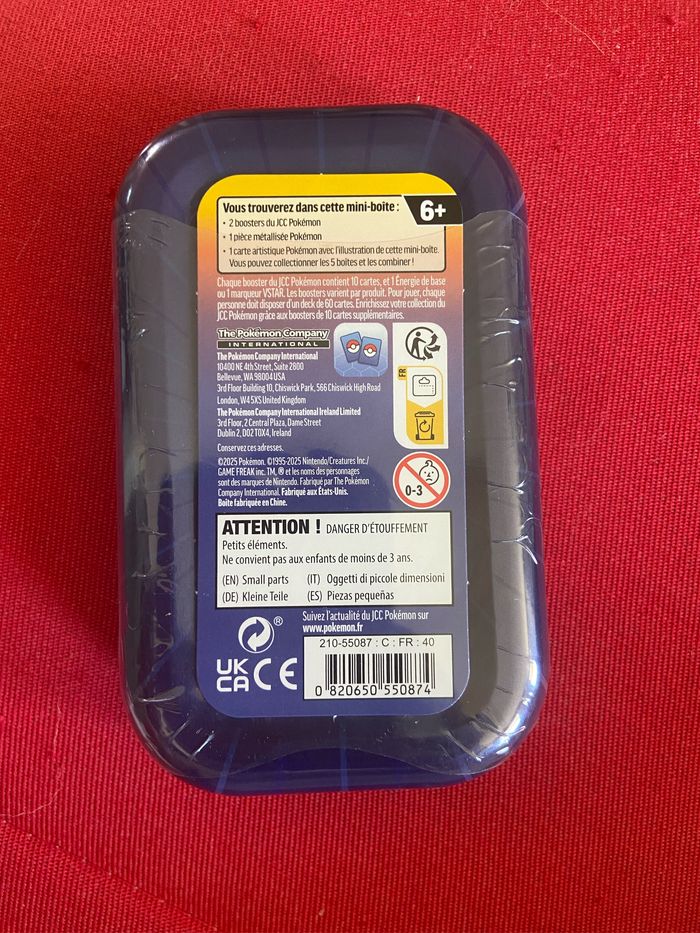 Vous trouverez dans cette mini-boîte :
6+
• 2 boosters du JCC Pokémon
• 1 pièce métallisée Pokémon
• 1 carte artistique Pokémon avec l'illustration de cette mini-boîte.
Vous pouvez collectionner les 5 boîtes et les combiner !
Chaque booster du JCC Pokémon contient 10 cartes, et 1 Énergie de base
ou 1 marqueur VSTAR. Les boosters varient par produit. Pour jouer, chaque
personne doit disposer d'un deck de 60 cartes. Enrichissez votre collection du
JCC Pokémon grâce aux boosters de 10 cartes supplémentaires.
The Pokémon Company
INTERNATIONAL
The Pokémon Company International
10400 NE 4th Street, Suite 2800
Bellevue, WA 98004 USA
3rd Floor Building 10, Chiswick Park, 566 Chiswick High Road
London, W4 5XS United Kingdom
The Pokémon Company International Ireland Limited
3rd Floor, 2 Central Plaza, Dame Street
Dublin 2, D02 T0X4, Ireland
Conservez ces adresses.
FR
©2025 Pokémon. ©1995-2025 Nintendo/Creatures Inc./
GAME FREAK inc. TM, ® et les noms des personnages
sont des marques de Nintendo. Fabriqué par The Pokémon
Company International. Fabriqué aux États-Unis.
Boîte fabriquée en Chine.
0-3
ATTENTION ! DANGER D'ÉTOUFFEMENT
Petits éléments.
Ne convient pas aux enfants de moins de 3 ans.
(EN) Small parts (IT) Oggetti di piccole dimensioni
(DE) Kleine Teile (ES) Piezas pequeñas
Suivez l'actualité du JCC Pokémon sur
www.pokemon.fr
®
UK
CA CE
210-55087 : C : FR : 40
0 820650 550874